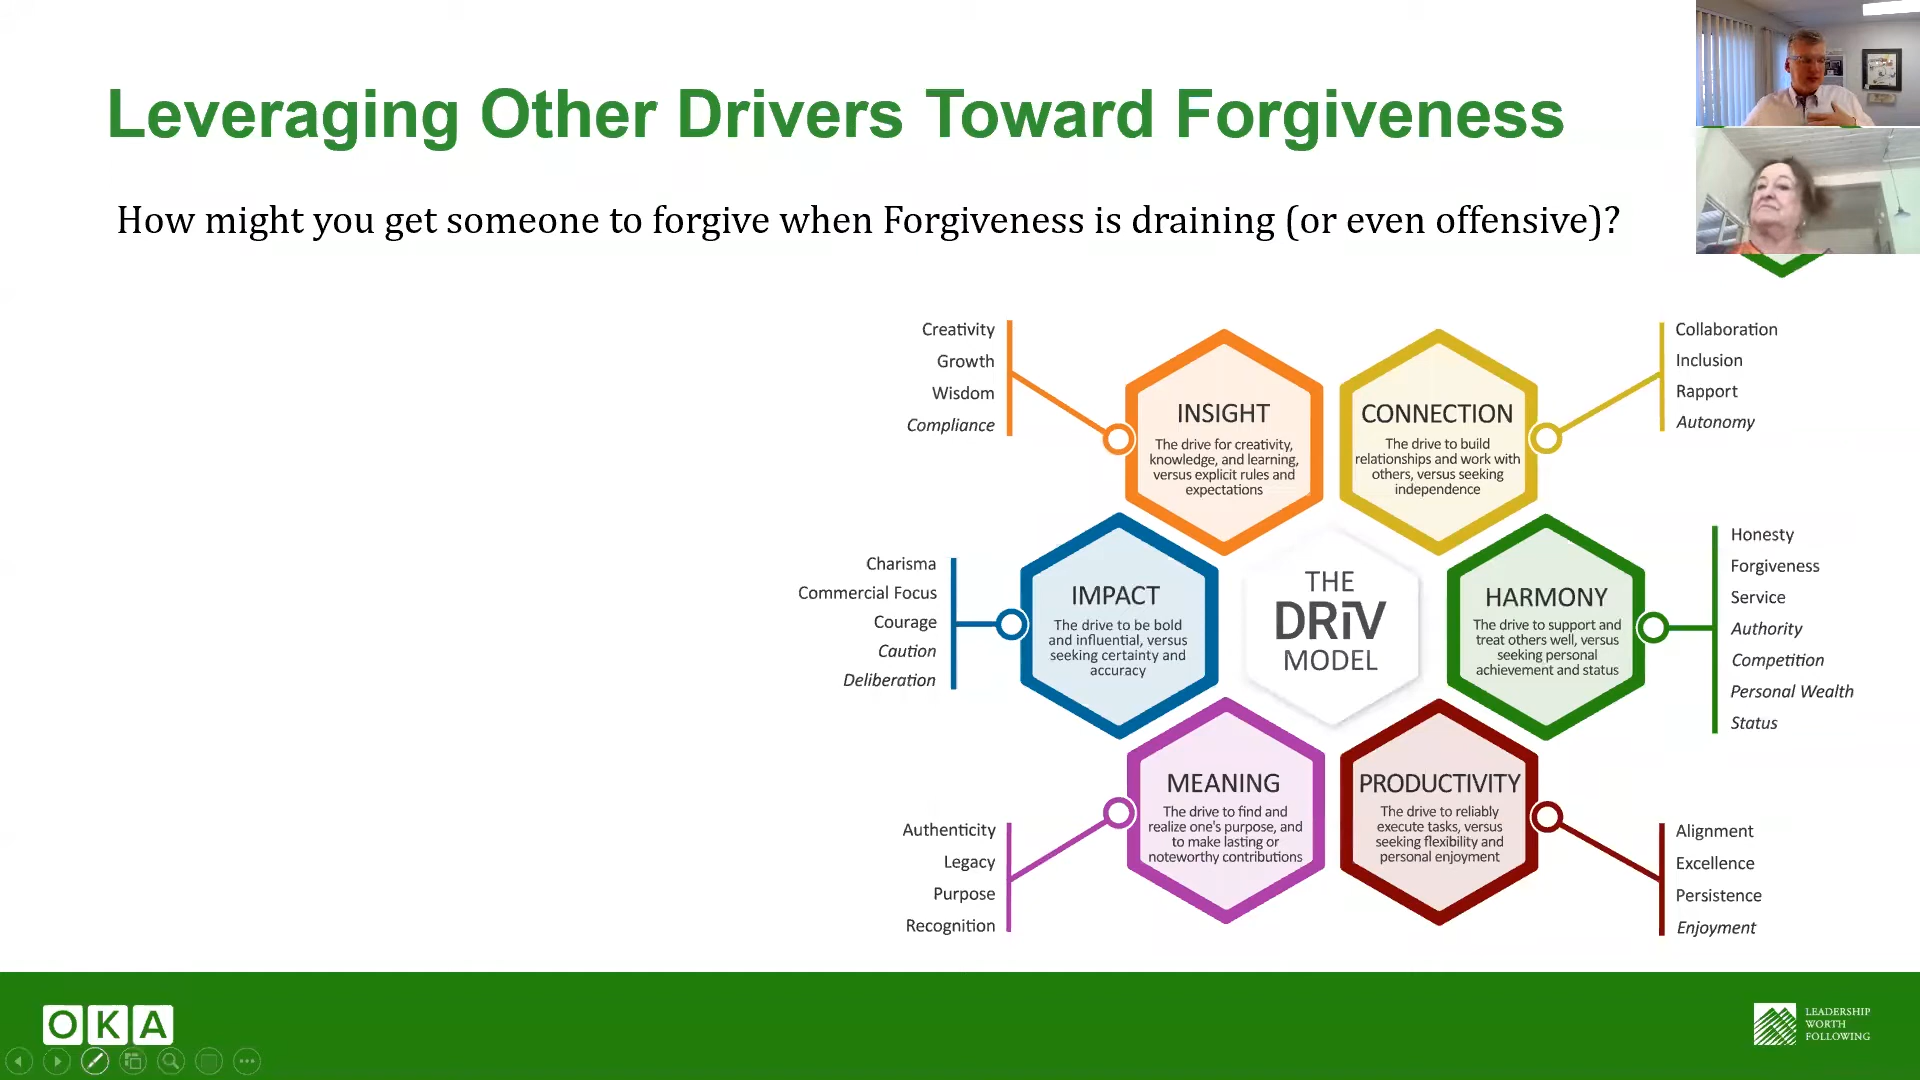 Leveraging Other Drivers Toward Forgiveness
How might you get someone to forgive when Forgiveness is draining (or even offensive)?
Creativity
Growth
Wisdom
Compliance
INSIGHT
The drive for creativity,
knowledge, and learning,
versus explicit rules and
expectations
CONNECTION
The drive to build
relationships and work with
others, versus seeking
independence
Collaboration
Inclusion
Rapport
Autonomy
Charisma
Commercial Focus
Courage
Caution
Deliberation
IMPACT
The drive to be bold
and influential, versus
seeking certainty and
accuracy
THE
DRiV
MODEL
HARMONY
The drive to support and
treat others well, versus
seeking personal
achievement and status
Honesty
Forgiveness
Service
Authority
Competition
Personal Wealth
Status
Authenticity
Legacy
Purpose
Recognition
MEANING
The drive to find and
realize one's purpose, and
to make lasting or
noteworthy contributions
PRODUCTIVITY
The drive to reliably
execute tasks, versus
seeking flexibility and
personal enjoyment
Alignment
Excellence
Persistence
Enjoyment
OKA
LEADERSHIP
WORTH
FOLLOWING